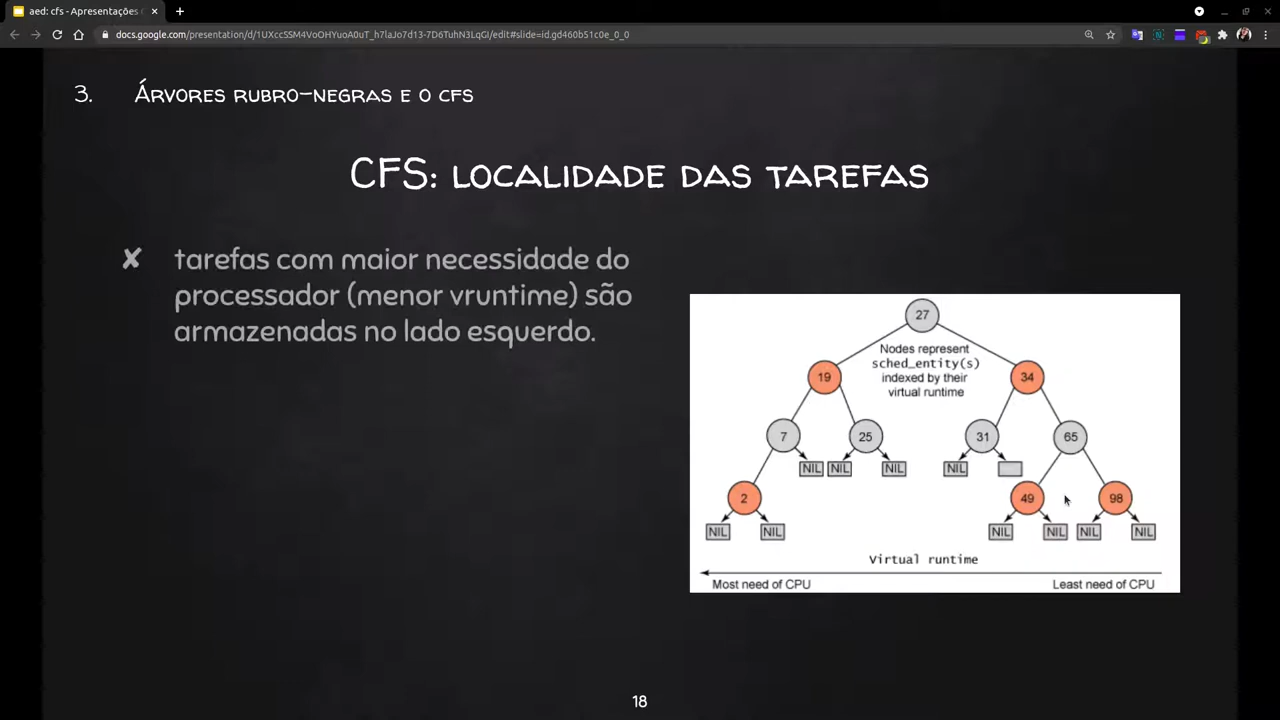 aed: cfs - Apresentações G
docs.google.com/presentation/d/1UXccSSM4VoOHYuoA0uT_h7laJo7d13-7D6TuhN3LqGI/edit#slide=id.gd460b51c0e_0_0
3. Árvores rubro-negras e o cfs
CFS: localidade das tarefas
✘ tarefas com maior necessidade do
processador (menor vruntime) são
armazenadas no lado esquerdo.
27
Nodes represent
sched_entity(s)
indexed by their
virtual runtime
19 34
7 25 31 65
NIL NIL NIL NIL
2 49 98
NIL NIL NIL NIL NIL NIL
Virtual runtime
Most need of CPU Least need of CPU
18